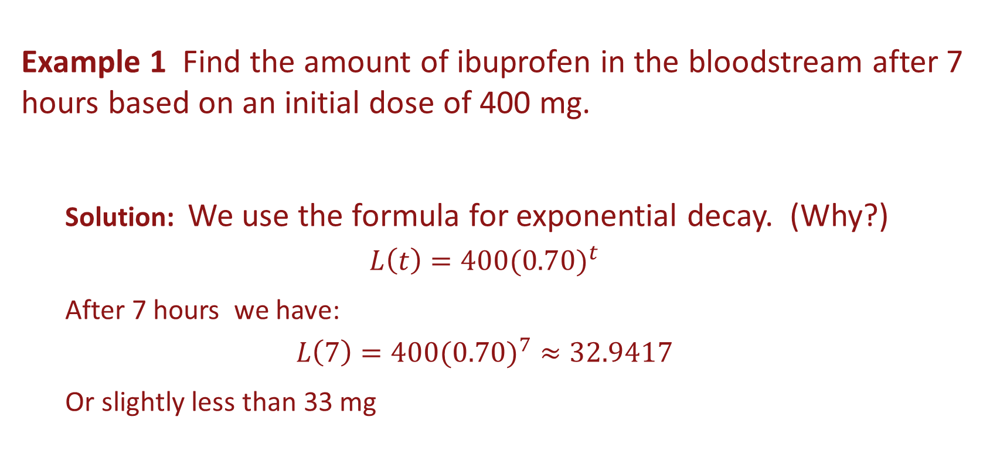 Example 1  Find the amount of ibuprofen in the bloodstream after 7
hours based on an initial dose of 400 mg.
Solution:  We use the formula for exponential decay.  (Why?)
L(t) = 400(0.70)^t
After 7 hours  we have:
L(7) = 400(0.70)^7 ≈ 32.9417
Or slightly less than 33 mg